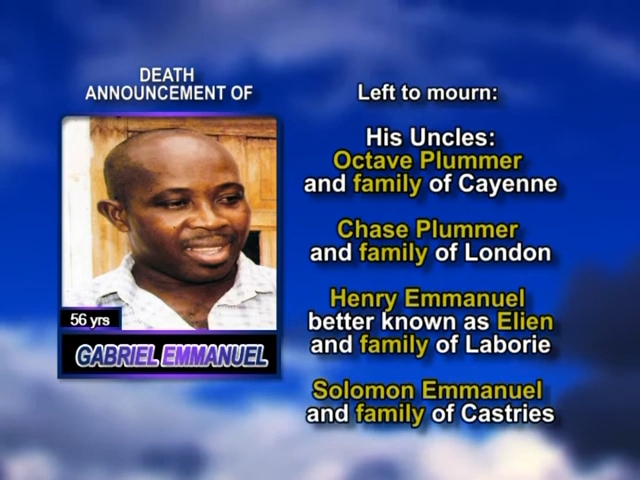 DEATH
ANNOUNCEMENT OF
56 yrs
GABRIEL EMMANUEL
Left to mourn:
His Uncles:
Octave Plummer
and family of Cayenne
Chase Plummer
and family of London
Henry Emmanuel
better known as Elien
and family of Laborie
Solomon Emmanuel
and family of Castries